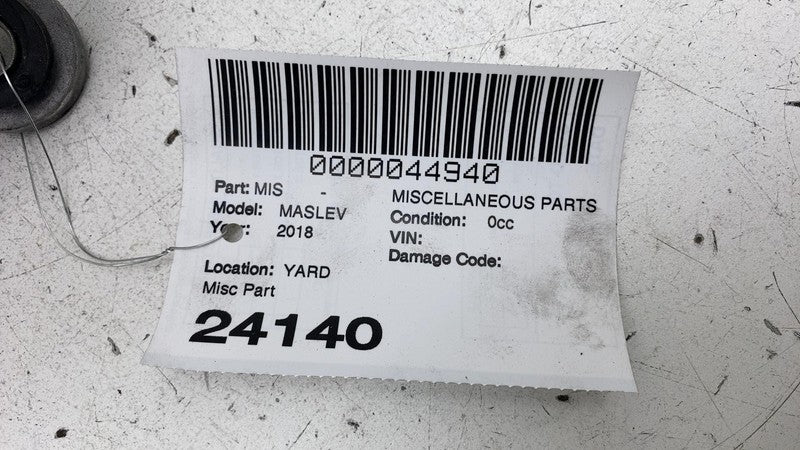 0000044940
Part: MIS - MISCELLANEOUS PARTS
Model: MASLEV Condition: 0cc
Year: 2018 VIN:
Damage Code:
Location: YARD
Misc Part
24140